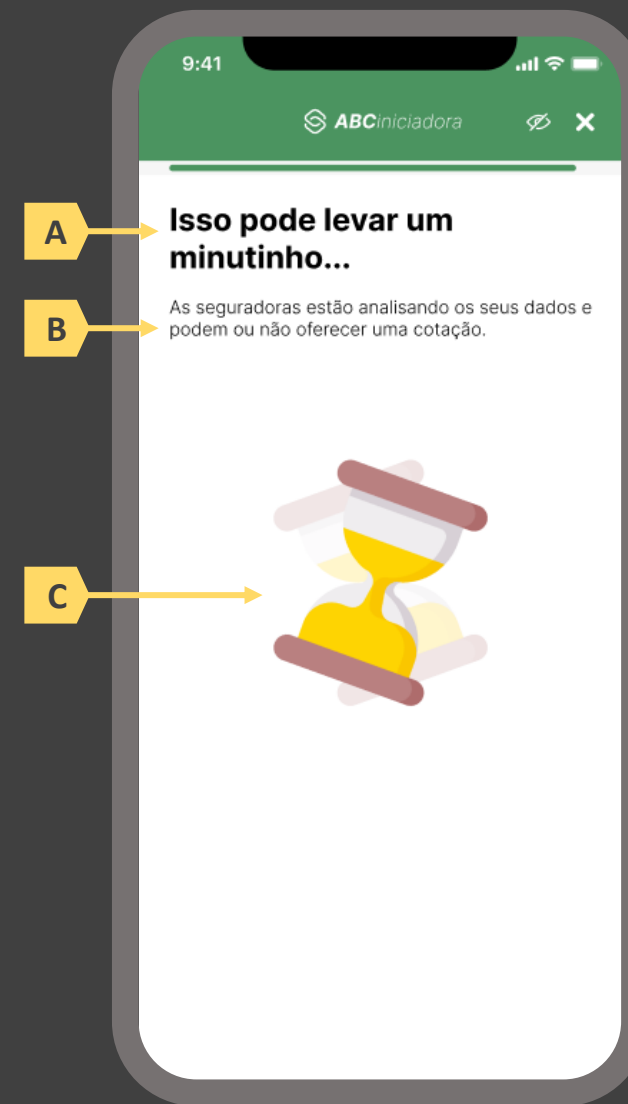 9:41
ABCiniciadora
A
Isso pode levar um
minutinho...
B
As seguradoras estão analisando os seus dados e
podem ou não oferecer uma cotação.
C